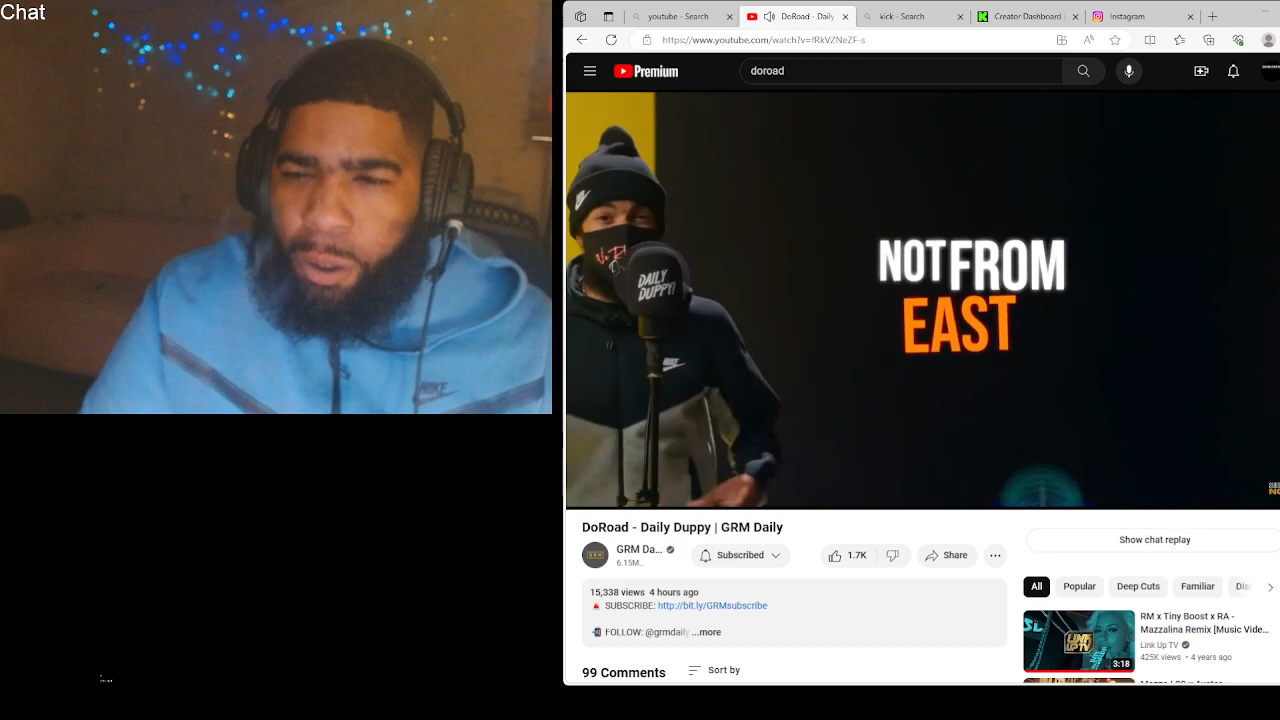 Chat
youtube - Search
DoRoad - Daily
kick - Search
Creator Dashboard
Instagram
https://www.youtube.com/watch?v=fRkVZNeZF-s
Premium
doroad
DAILY
DUPPY!
NOT FROM
EAST
NIKE
DoRoad - Daily Duppy | GRM Daily
GRM Da...
6.15M...
Subscribed
1.7K
Share
Show chat replay
All
Popular
Deep Cuts
Familiar
15,338 views 4 hours ago
SUBSCRIBE: http://bit.ly/GRMsubscribe
FOLLOW: @grmdaily ...more
99 Comments
Sort by
LINK
UP TV
3:18
RM x Tiny Boost x RA -
Mazzalina Remix [Music Vide...
Link Up TV
425K views • 4 years ago